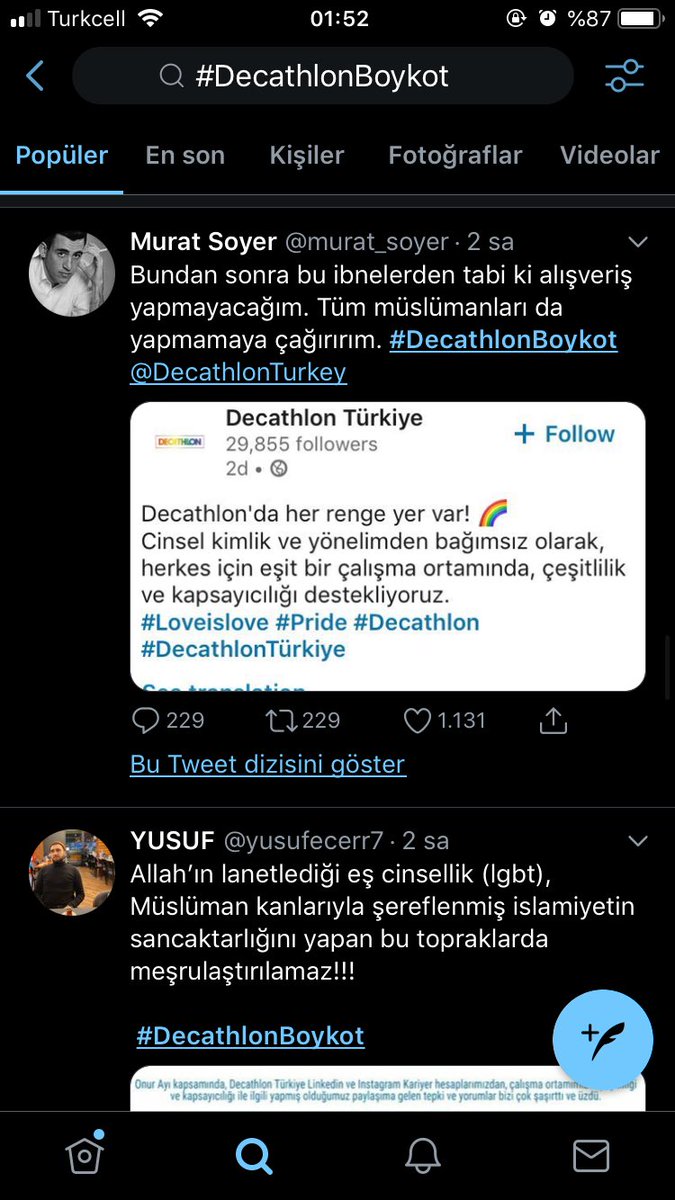 Turkcell 01:52 %87
#DecathlonBoykot
Popüler En son Kişiler Fotoğraflar Videolar
Murat Soyer @murat_soyer · 2 sa
Bundan sonra bu ibnelerden tabi ki alışveriş
yapmayacağım. Tüm müslümanları da
yapmamaya çağırırım. #DecathlonBoykot
@DecathlonTurkey
DECATHLON
Decathlon Türkiye
29,855 followers
+ Follow
2d •
Decathlon'da her renge yer var! 🌈
Cinsel kimlik ve yönelimden bağımsız olarak,
herkes için eşit bir çalışma ortamında, çeşitlilik
ve kapsayıcılığı destekliyoruz.
#Loveislove #Pride #Decathlon
#DecathlonTürkiye
See translation
229 229 1.131
Bu Tweet dizisini göster
YUSUF @yusufecerr7 · 2 sa
Allah’ın lanetlediği eş cinsellik (lgbt),
Müslüman kanlarıyla şereflenmiş islamiyetin
sancaktarlığını yapan bu topraklarda
meşrulaştırılamaz!!!
#DecathlonBoykot
Onur Ayı kapsamında, Decathlon Türkiye Linkedin ve Instagram Kariyer hesaplarımızdan, çalışma
ve kapsayıcılığı ile ilgili yapmış olduğumuz paylaşıma gelen tepki ve yorumlar bizi çok şaşırttı ve üzdü.